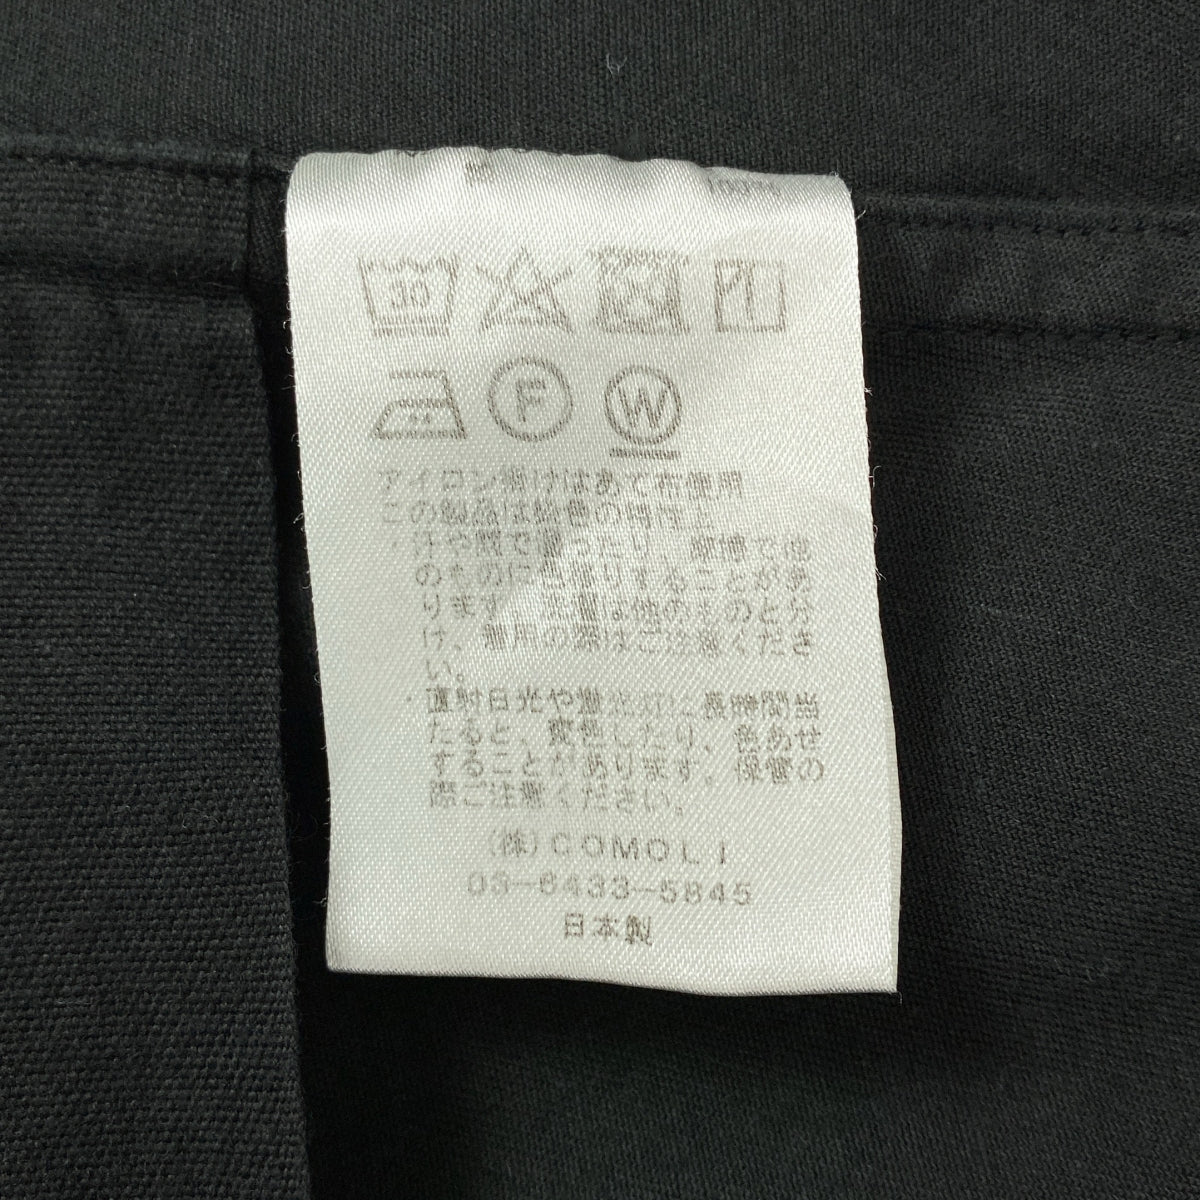 100%
30
F
W
アイロン掛けはあて布使用
この製品は染色の特性上
・汗や雨で湿ったり、摩擦で他
のものに色移りすることがあ
ります。洗濯は他のものと分
け、着用の際はご注意くださ
い。
・直射日光や蛍光灯に長時間当
たると、変色したり、色あせ
することがあります。保管の
際ご注意ください。
(株)COMOLI
03-6433-5845
日本製